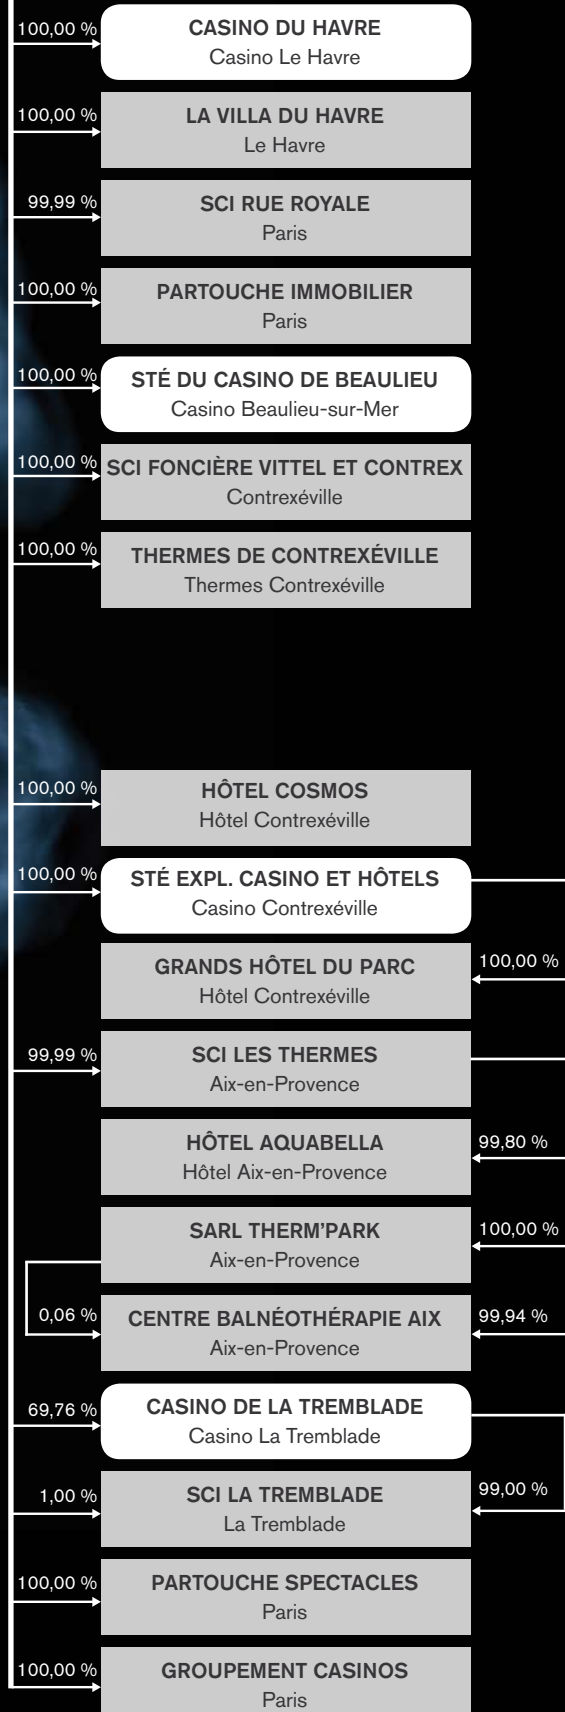 100,00 %
CASINO DU HAVRE
Casino Le Havre
100,00 %
LA VILLA DU HAVRE
Le Havre
99,99 %
SCI RUE ROYALE
Paris
100,00 %
PARTOUCHE IMMOBILIER
Paris
100,00 %
STÉ DU CASINO DE BEAULIEU
Casino Beaulieu-sur-Mer
100,00 %
SCI FONCIÈRE VITTEL ET CONTREX
Contrexéville
100,00 %
THERMES DE CONTREXÉVILLE
Thermes Contrexéville
100,00 %
HÔTEL COSMOS
Hôtel Contrexéville
100,00 %
STÉ EXPL. CASINO ET HÔTELS
Casino Contrexéville
GRANDS HÔTEL DU PARC
Hôtel Contrexéville
100,00 %
99,99 %
SCI LES THERMES
Aix-en-Provence
HÔTEL AQUABELLA
Hôtel Aix-en-Provence
99,80 %
SARL THERM'PARK
Aix-en-Provence
100,00 %
0,06 %
CENTRE BALNÉOTHÉRAPIE AIX
Aix-en-Provence
99,94 %
69,76 %
CASINO DE LA TREMBLADE
Casino La Tremblade
1,00 %
SCI LA TREMBLADE
La Tremblade
99,00 %
100,00 %
PARTOUCHE SPECTACLES
Paris
100,00 %
GROUPEMENT CASINOS
Paris